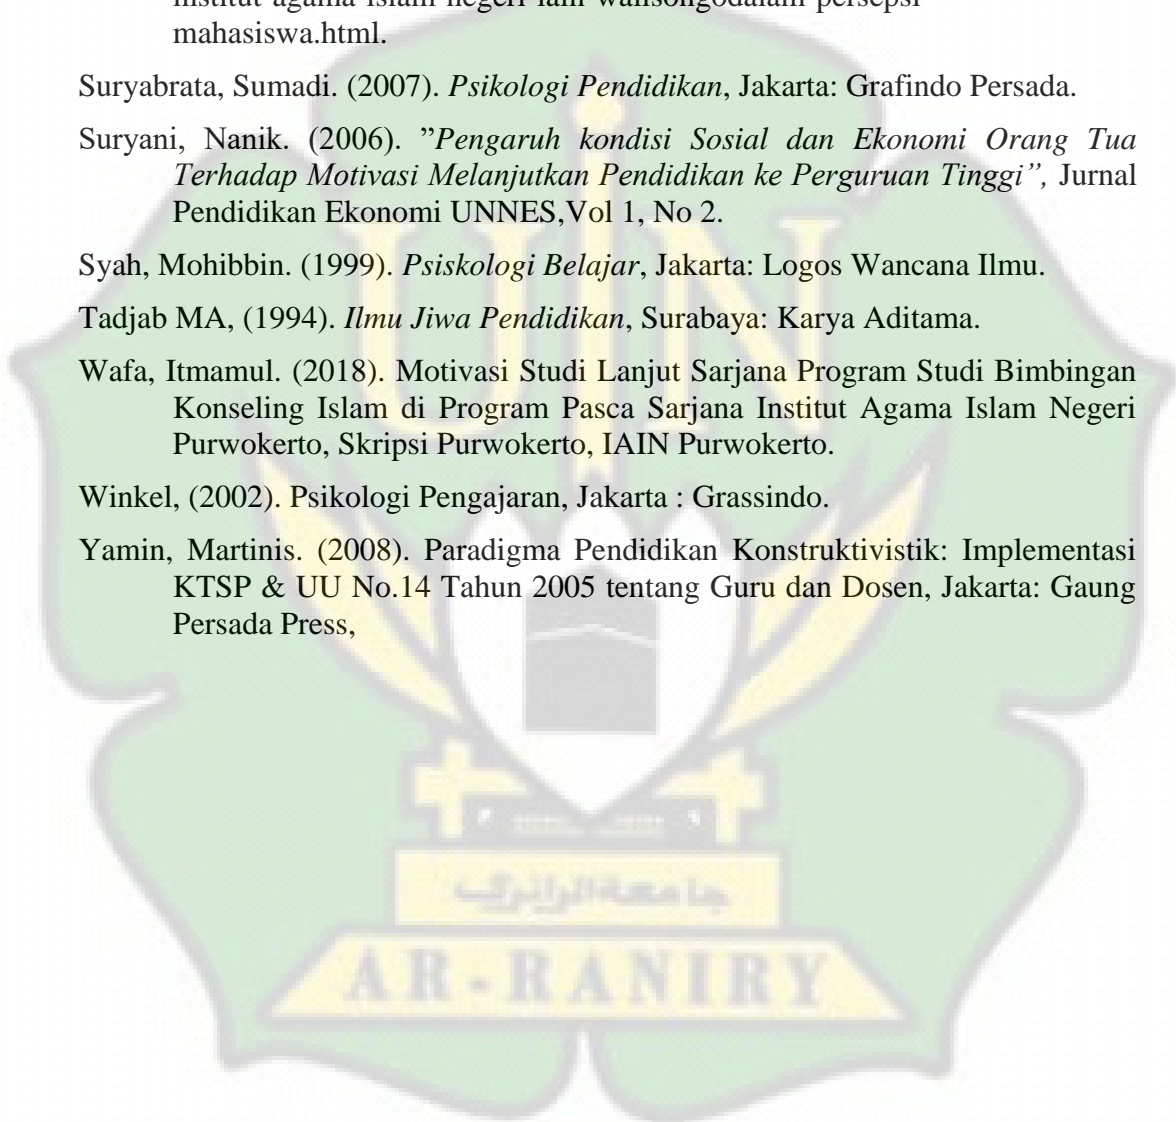 institut agama islam negeri iain walisongodalam persepsi
mahasiswa.html.
Suryabrata, Sumadi. (2007). Psikologi Pendidikan, Jakarta: Grafindo Persada.
Suryani, Nanik. (2006). ”Pengaruh kondisi Sosial dan Ekonomi Orang Tua
Terhadap Motivasi Melanjutkan Pendidikan ke Perguruan Tinggi”, Jurnal
Pendidikan Ekonomi UNNES,Vol 1, No 2.
Syah, Mohibbin. (1999). Psiskologi Belajar, Jakarta: Logos Wancana Ilmu.
Tadjab MA, (1994). Ilmu Jiwa Pendidikan, Surabaya: Karya Aditama.
Wafa, Itmamul. (2018). Motivasi Studi Lanjut Sarjana Program Studi Bimbingan
Konseling Islam di Program Pasca Sarjana Institut Agama Islam Negeri
Purwokerto, Skripsi Purwokerto, IAIN Purwokerto.
Winkel, (2002). Psikologi Pengajaran, Jakarta : Grassindo.
Yamin, Martinis. (2008). Paradigma Pendidikan Konstruktivistik: Implementasi
KTSP & UU No.14 Tahun 2005 tentang Guru dan Dosen, Jakarta: Gaung
Persada Press,
UIN
جامعة الرانري
AR-RANIRY